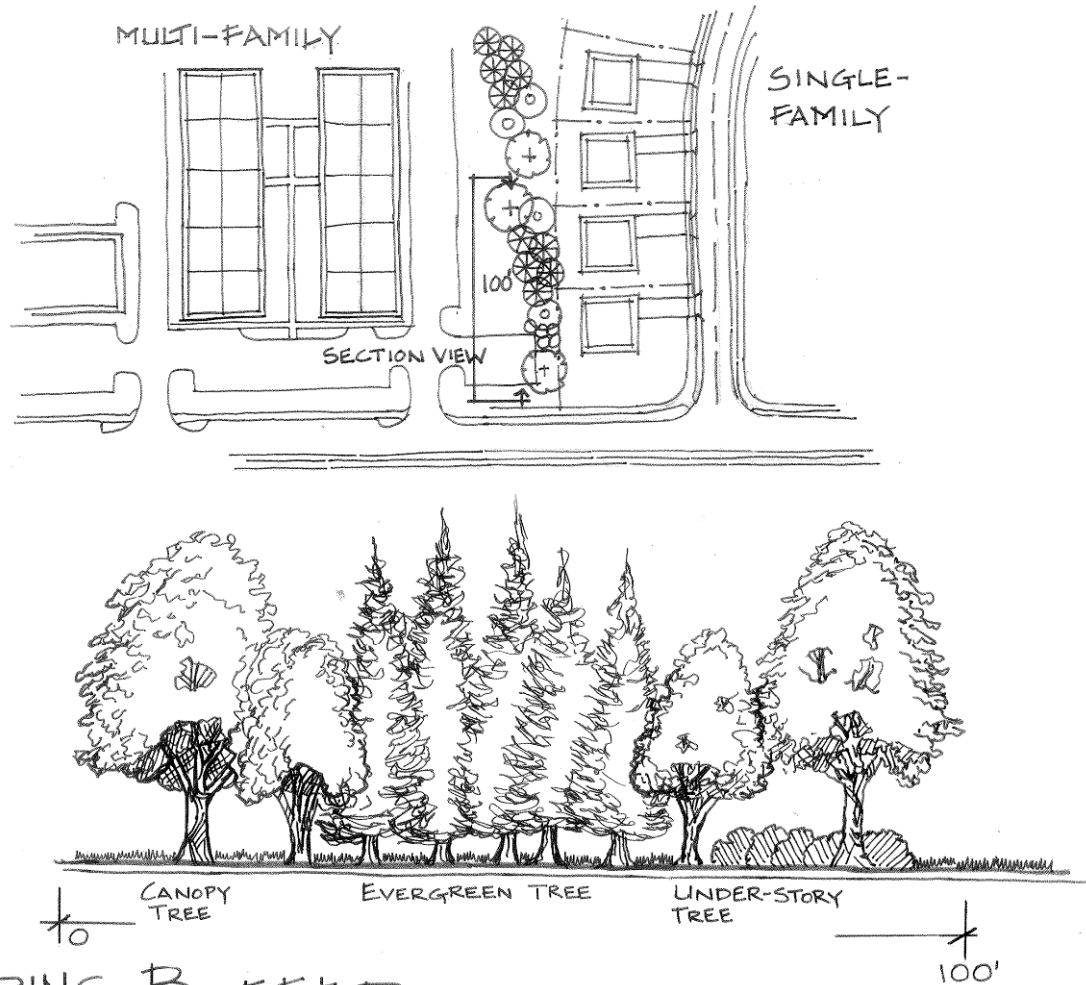 MULTI-FAMILY
SINGLE-
FAMILY
100'
SECTION VIEW
CANOPY
TREE
EVERGREEN TREE
UNDER-STORY
TREE
0
100'